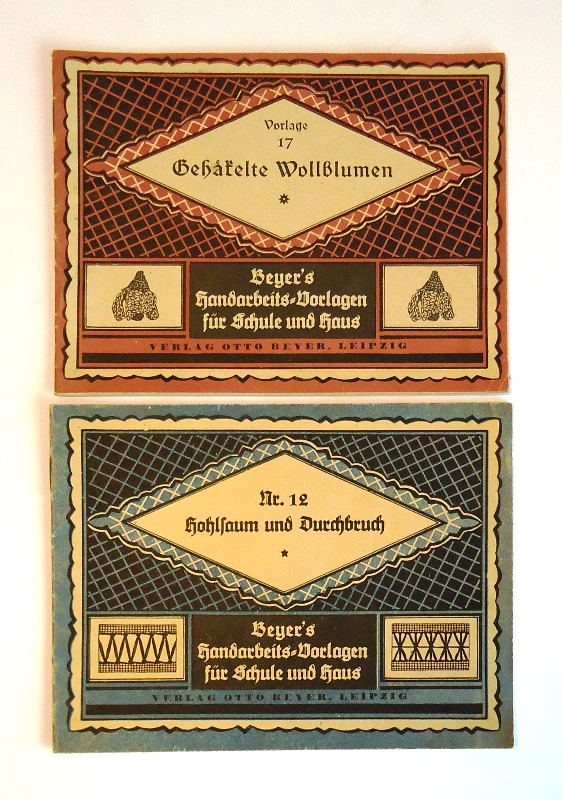 Vorlage
17
Gehäkelte Wollblumen
Beyer's
Handarbeits-Vorlagen
für Schule und Haus
VERLAG OTTO BEYER, LEIPZIG
Nr. 12
Hohlsaum und Durchbruch
Beyer's
Handarbeits-Vorlagen
für Schule und Haus
VERLAG OTTO BEYER, LEIPZIG